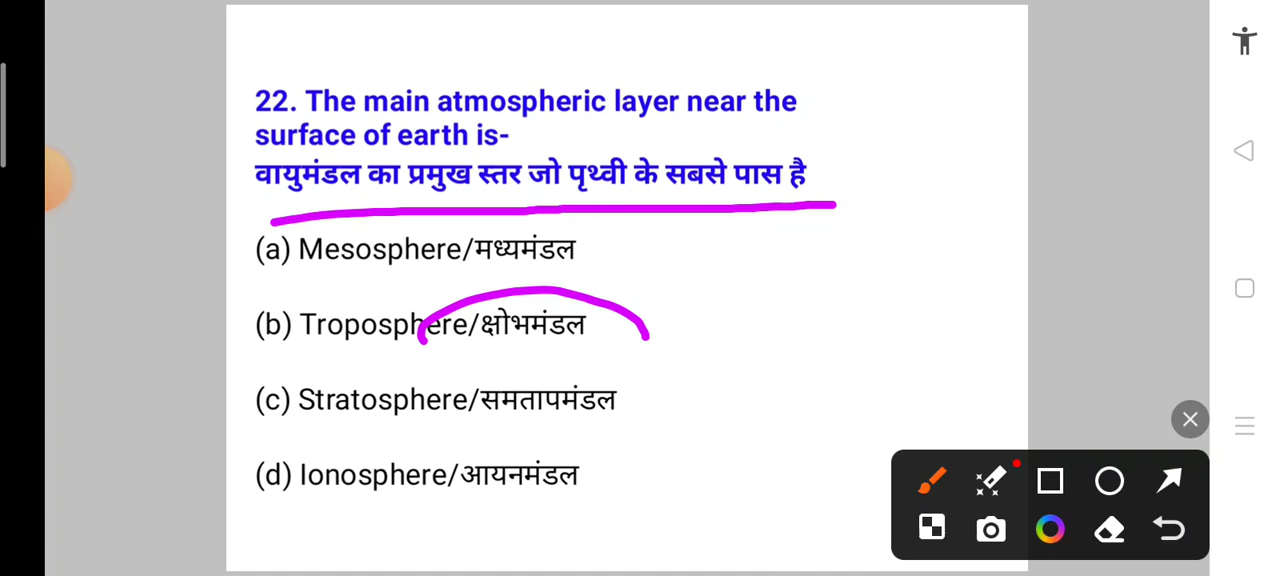 22. The main atmospheric layer near the
surface of earth is-
वायुमंडल का प्रमुख स्तर जो पृथ्वी के सबसे पास है
(a) Mesosphere/मध्यमंडल
(b) Troposphere/क्षोभमंडल
(c) Stratosphere/समतापमंडल
(d) Ionosphere/आयनमंडल